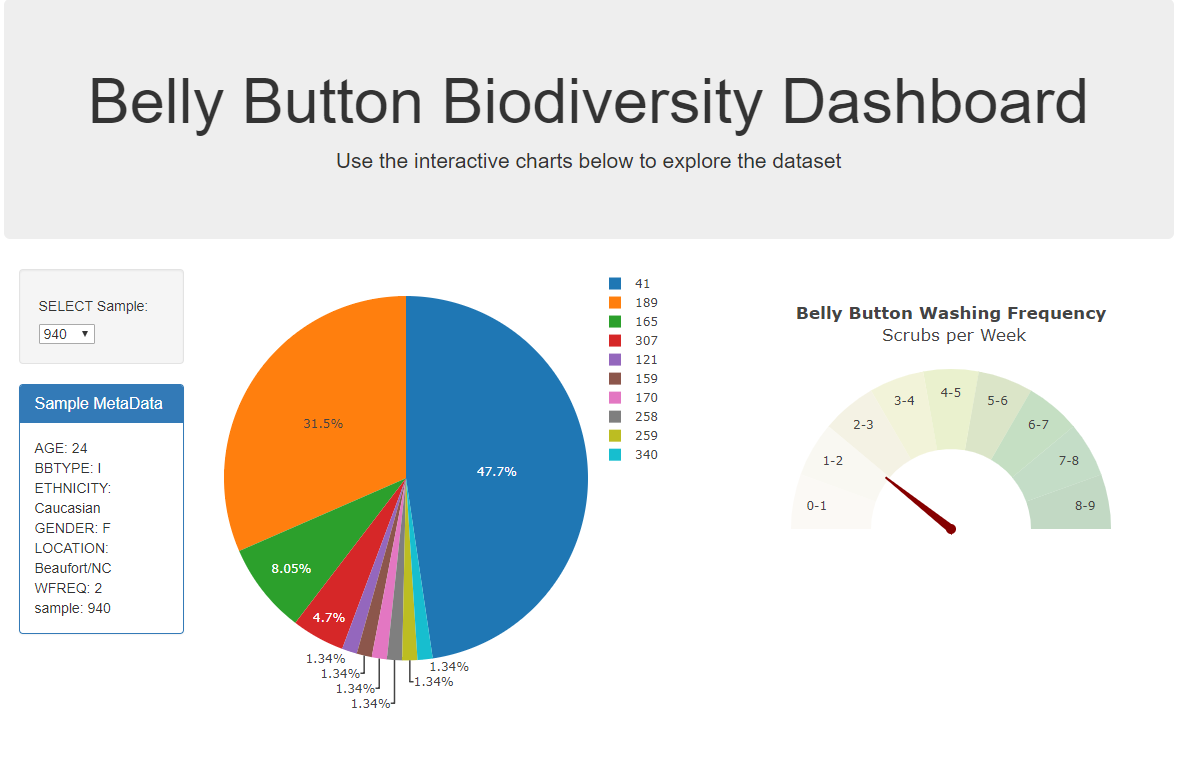 Belly Button Biodiversity Dashboard
Use the interactive charts below to explore the dataset
SELECT Sample:
940
Sample MetaData
AGE: 24
BBTYPE: I
ETHNICITY:
Caucasian
GENDER: F
LOCATION:
Beaufort/NC
WFREQ: 2
sample: 940
47.7%
31.5%
8.05%
4.7%
1.34%
1.34%
1.34%
1.34%
1.34%
1.34%
41
189
165
307
121
159
170
258
259
340
Belly Button Washing Frequency
Scrubs per Week
0-1
1-2
2-3
3-4
4-5
5-6
6-7
7-8
8-9